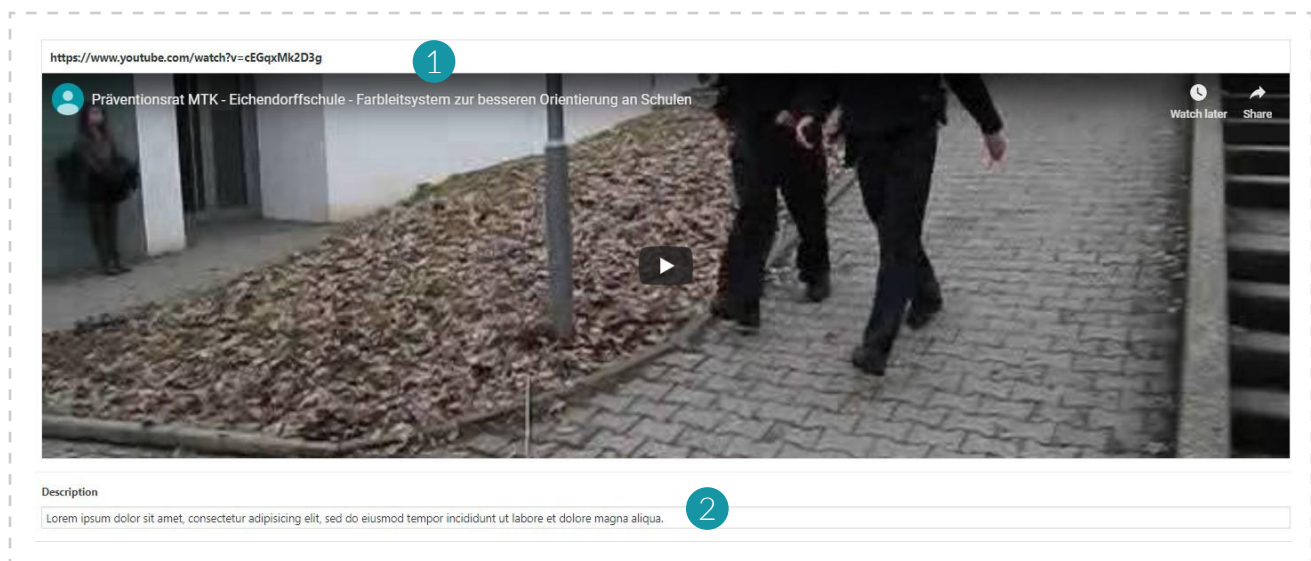 https://www.youtube.com/watch?v=cEGqxMk2D3g
1
Präventionsrat MTK - Eichendorffschule - Farbleitsystem zur besseren Orientierung an Schulen
Watch later
Share
Description
Lorem ipsum dolor sit amet, consectetur adipisicing elit, sed do eiusmod tempor incididunt ut labore et dolore magna aliqua.
2